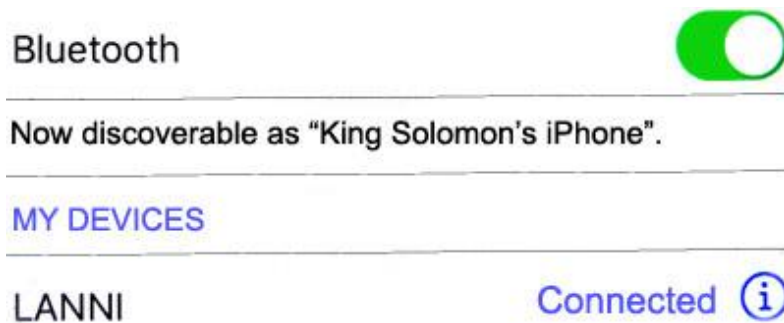 Bluetooth
Now discoverable as “King Solomon’s iPhone”.
MY DEVICES
LANNI Connected